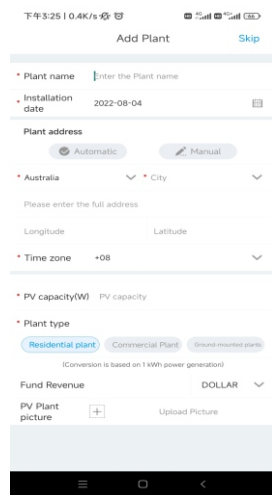 下午3:25 | 0.4K/s
Add Plant
Skip
* Plant name Enter the Plant name
* Installation date 2022-08-04
Plant address
Automatic Manual
* Australia * City
Please enter the full address
Longitude Latitude
* Time zone +08
* PV capacity(W) PV capacity
* Plant type
Residential plant Commercial Plant Ground-mounted plants
(Conversion is based on 1 kWh power generation)
Fund Revenue DOLLAR
PV Plant picture + Upload Picture